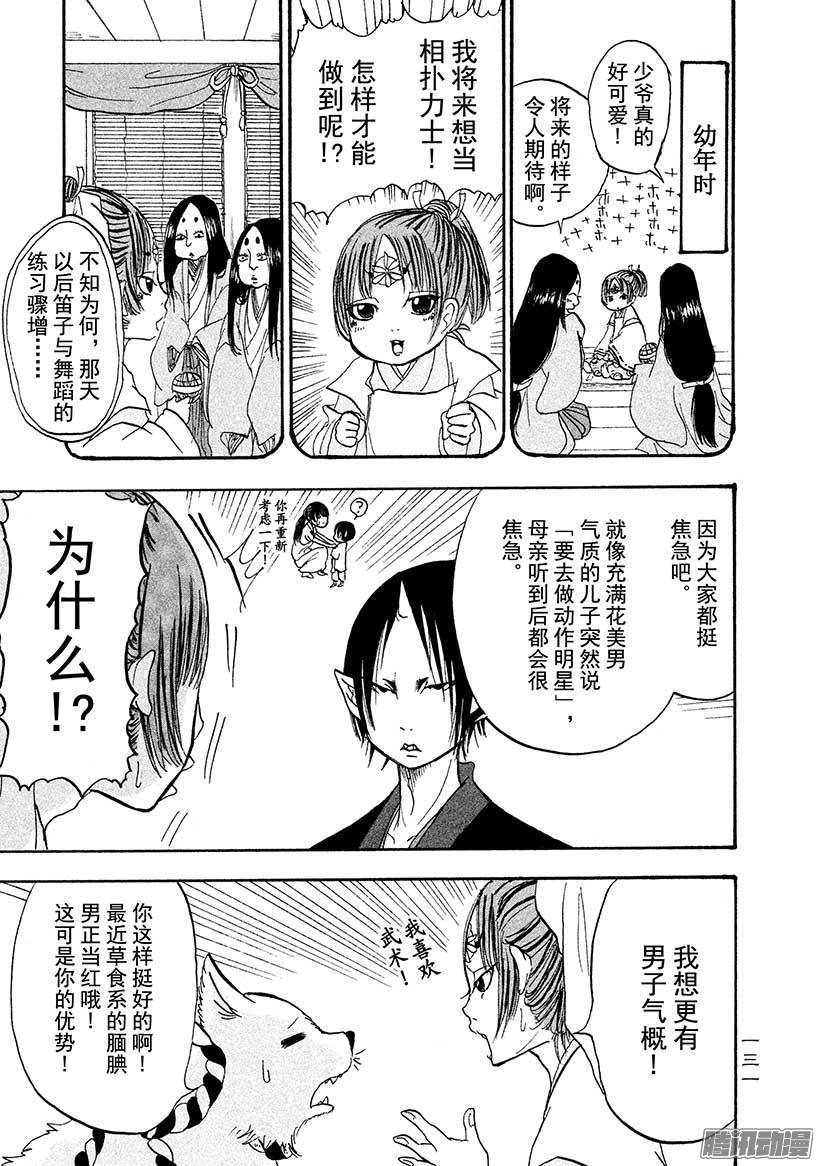 幼年时
少爷真的
好可爱！
将来的样子
令人期待啊。
ホホホ
ホホホ
我将来想当
相扑力士！
怎样才能
做到呢！？
不知为何，那天
以后笛子与舞蹈的
练习骤增……
因为大家都挺
焦急吧。
就像充满花美男
气质的儿子突然说
「要去做动作明星」，
母亲听到后都会很
焦急。
？
你再重新
考虑一下！
为什么！？
我想更有
男子气概！
我喜欢
武术！
你这样挺好的啊！
最近草食系的腼腆
男正当红哦！
这可是你的优势！
一三一
腾讯动漫